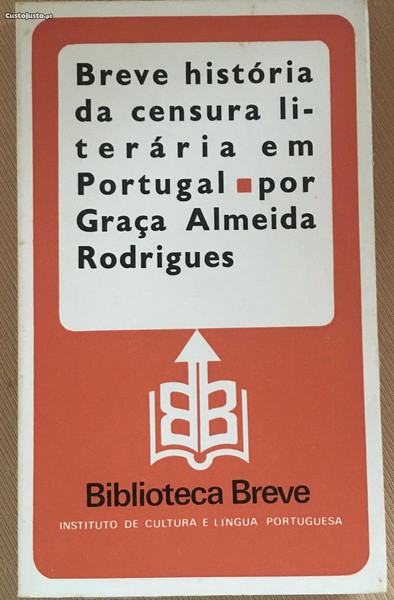 CustoJusto.pt
Breve história
da censura li-
terária em
Portugal ▪ por
Graça Almeida
Rodrigues
BB
Biblioteca Breve
INSTITUTO DE CULTURA E LÍNGUA PORTUGUESA